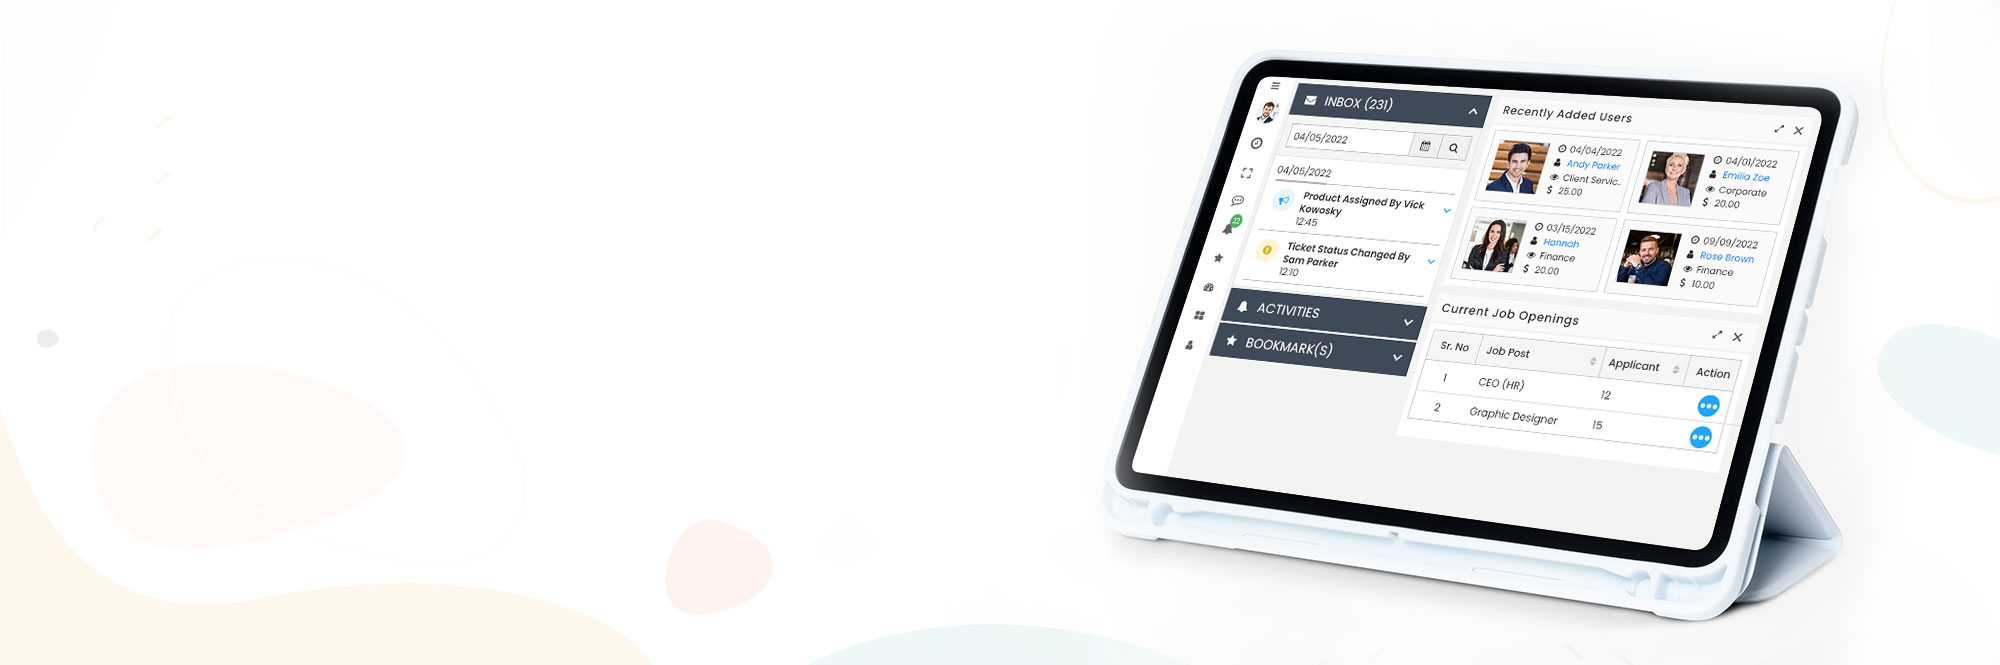 INBOX (231)
04/05/2022
04/05/2022
Product Assigned By Vick
Kowosky
12:45
22
Ticket Status Changed By
Sam Parker
12:10
ACTIVITIES
BOOKMARK(S)
Recently Added Users
04/04/2022
Andy Parker
Client Servic..
$ 25.00
04/01/2022
Emilia Zoe
Corporate
$ 20.00
03/15/2022
Hannah
Finance
$ 20.00
09/09/2022
Rose Brown
Finance
$ 10.00
Current Job Openings
Sr. No Job Post Applicant Action
1 CEO (HR) 12
2 Graphic Designer 15